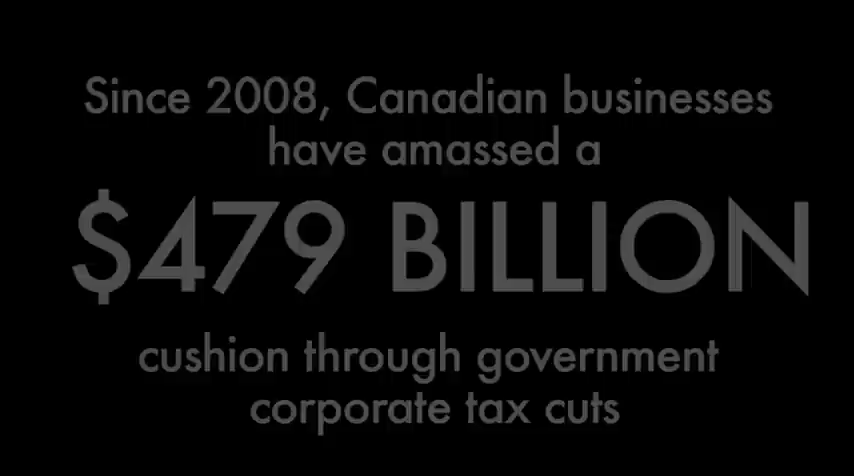 Since 2008, Canadian businesses
have amassed a
$479 BILLION
cushion through government
corporate tax cuts